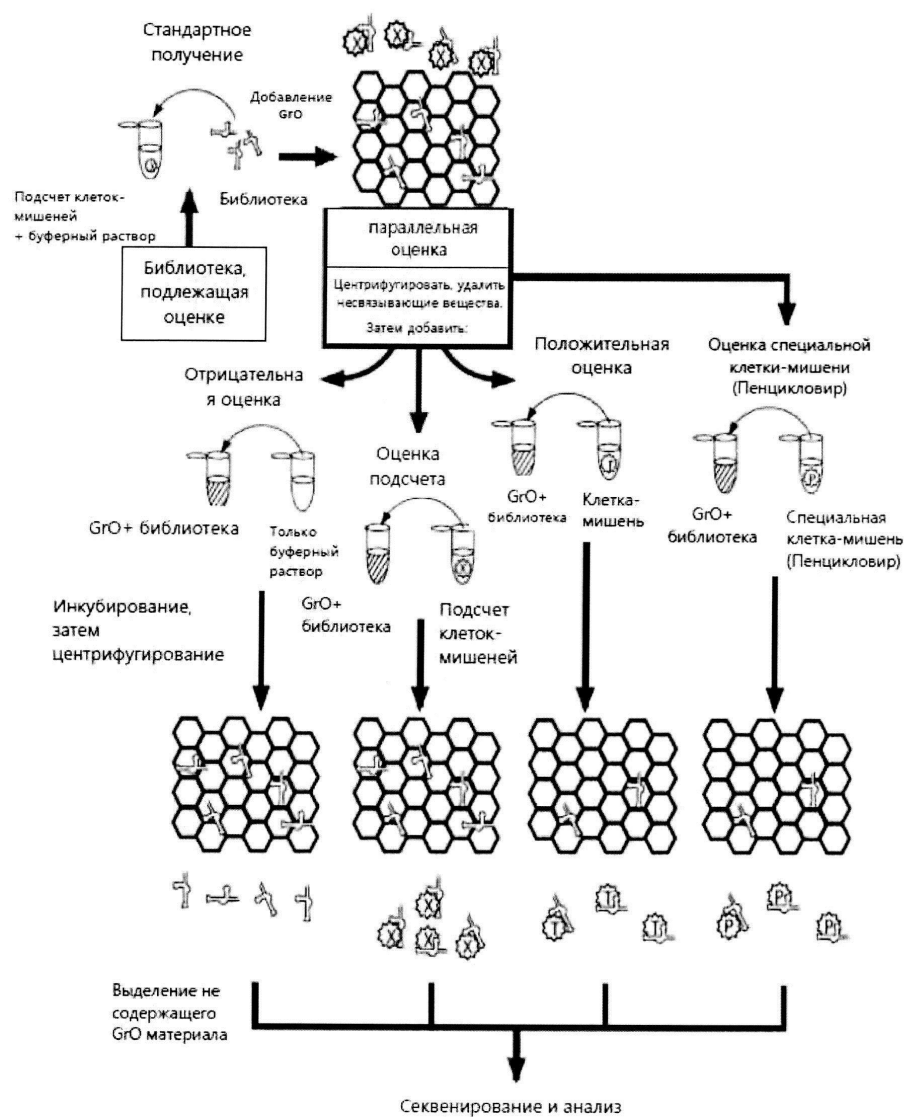 Стандартное
получение
Добавление
GrO
Подсчет клеток-
мишеней
+ буферный раствор
Библиотека
Библиотека,
подлежащая
оценке
X X X X
параллельная
оценка
Центрифугировать, удалить
несвязывающие вещества.
Затем добавить:
Отрицательна
я оценка
GrO+ библиотека
Только
буферный
раствор
Оценка
подсчета
X
GrO+
библиотека
Подсчет
клеток-
мишеней
Положительная
оценка
T
GrO+
библиотека
Клетка-
мишень
Оценка специальной
клетки-мишени
(Пенцикловир)
P
GrO+
библиотека
Специальная
клетка-мишень
(Пенцикловир)
Инкубирование,
затем
центрифугирование
X
X X X
T T T
P P P
Выделение не
содержащего
GrO материала
Секвенирование и анализ